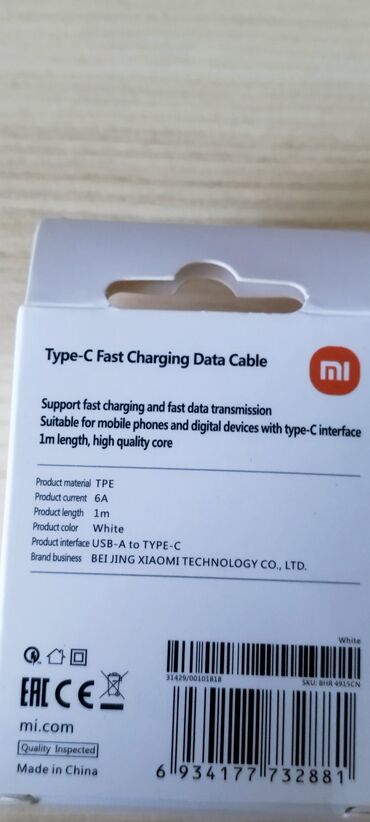 Type-C Fast Charging Data Cable
mi
Support fast charging and fast data transmission
Suitable for mobile phones and digital devices with type-C interface
1m length, high quality core
Product material TPE
Product current 6A
Product length 1m
Product color White
Product interface USB-A to TYPE-C
Brand business BEI JING XIAOMI TECHNOLOGY CO., LTD.
White
31429/00101818 SKU: BHR 4915CN
EAC CE
mi.com
Quality Inspected
Made in China
6 934177 732881